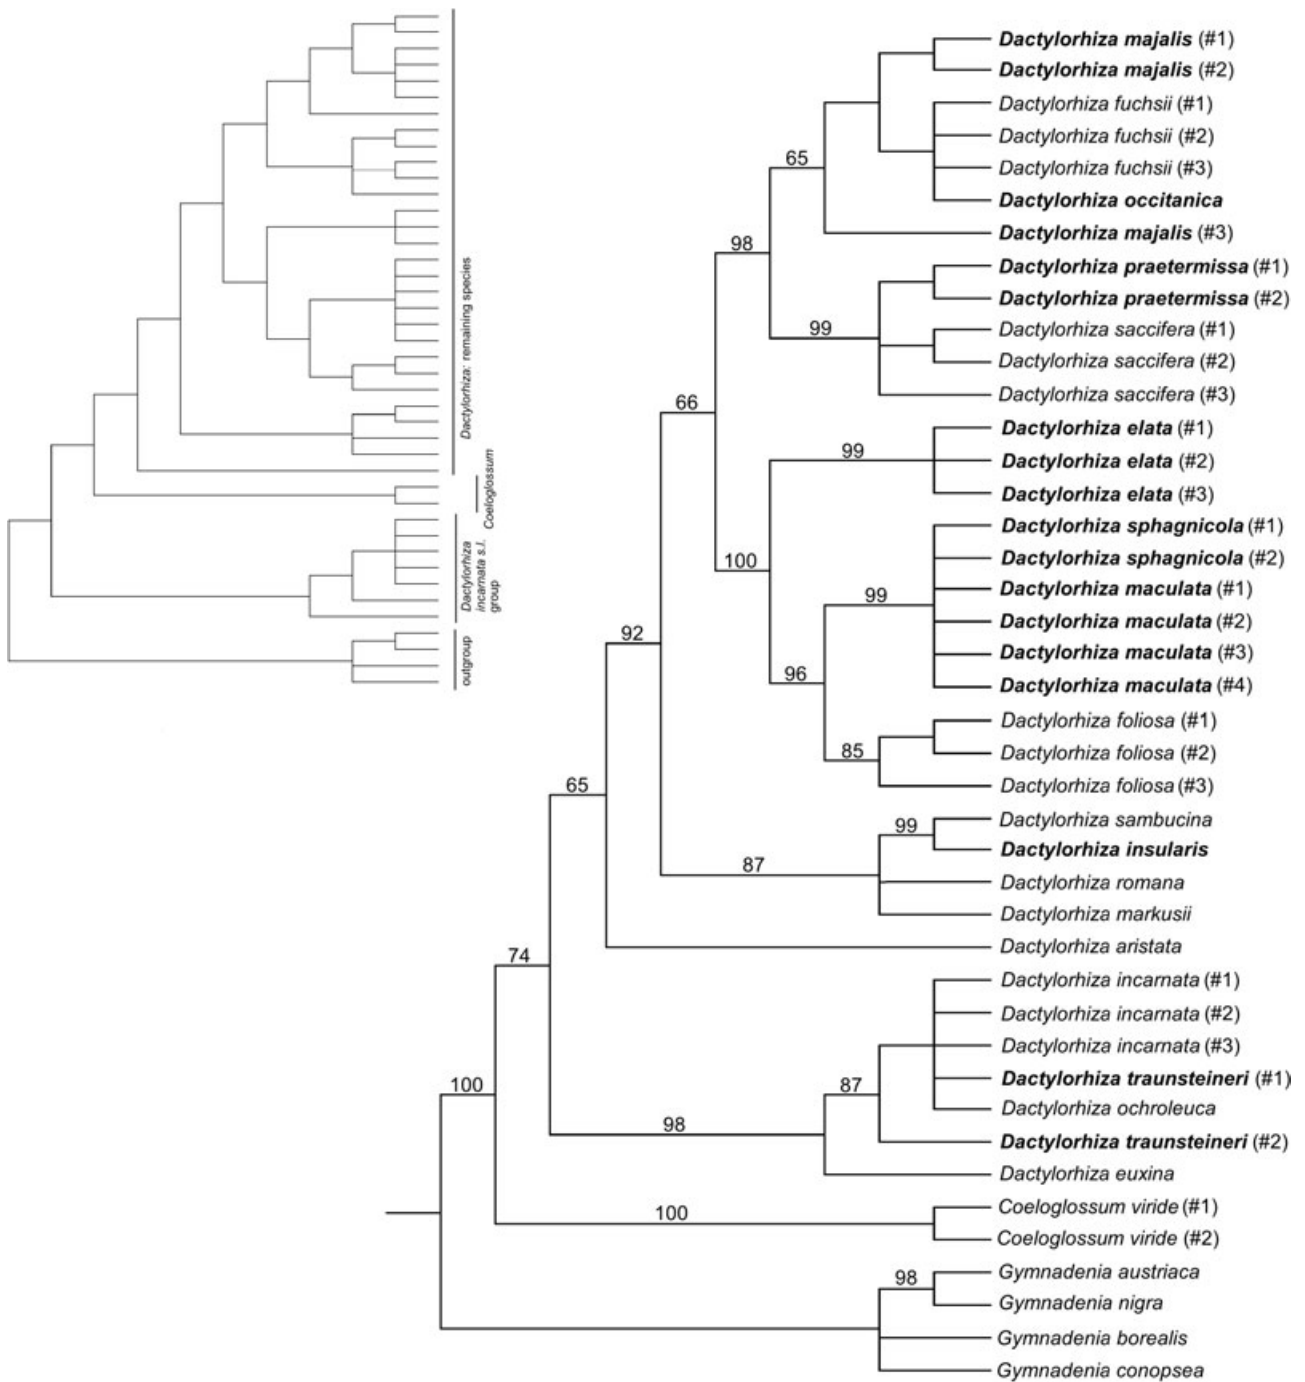 Dactylorhiza: remaining species
Coeloglossum
Dactylorhiza
incarnata s.l.
group
outgroup
Dactylorhiza majalis (#1)
Dactylorhiza majalis (#2)
Dactylorhiza fuchsii (#1)
Dactylorhiza fuchsii (#2)
65
Dactylorhiza fuchsii (#3)
Dactylorhiza occitanica
Dactylorhiza majalis (#3)
98
Dactylorhiza praetermissa (#1)
Dactylorhiza praetermissa (#2)
99
Dactylorhiza saccifera (#1)
Dactylorhiza saccifera (#2)
Dactylorhiza saccifera (#3)
66
Dactylorhiza elata (#1)
99
Dactylorhiza elata (#2)
Dactylorhiza elata (#3)
Dactylorhiza sphagnicola (#1)
100
Dactylorhiza sphagnicola (#2)
99
Dactylorhiza maculata (#1)
Dactylorhiza maculata (#2)
92
Dactylorhiza maculata (#3)
96
Dactylorhiza maculata (#4)
Dactylorhiza foliosa (#1)
85
Dactylorhiza foliosa (#2)
65
Dactylorhiza foliosa (#3)
Dactylorhiza sambucina
99
Dactylorhiza insularis
87
Dactylorhiza romana
Dactylorhiza markusii
Dactylorhiza aristata
74
Dactylorhiza incarnata (#1)
Dactylorhiza incarnata (#2)
Dactylorhiza incarnata (#3)
100
87
Dactylorhiza traunsteineri (#1)
Dactylorhiza ochroleuca
98
Dactylorhiza traunsteineri (#2)
Dactylorhiza euxina
Coeloglossum viride (#1)
100
Coeloglossum viride (#2)
Gymnadenia austriaca
98
Gymnadenia nigra
Gymnadenia borealis
Gymnadenia conopsea